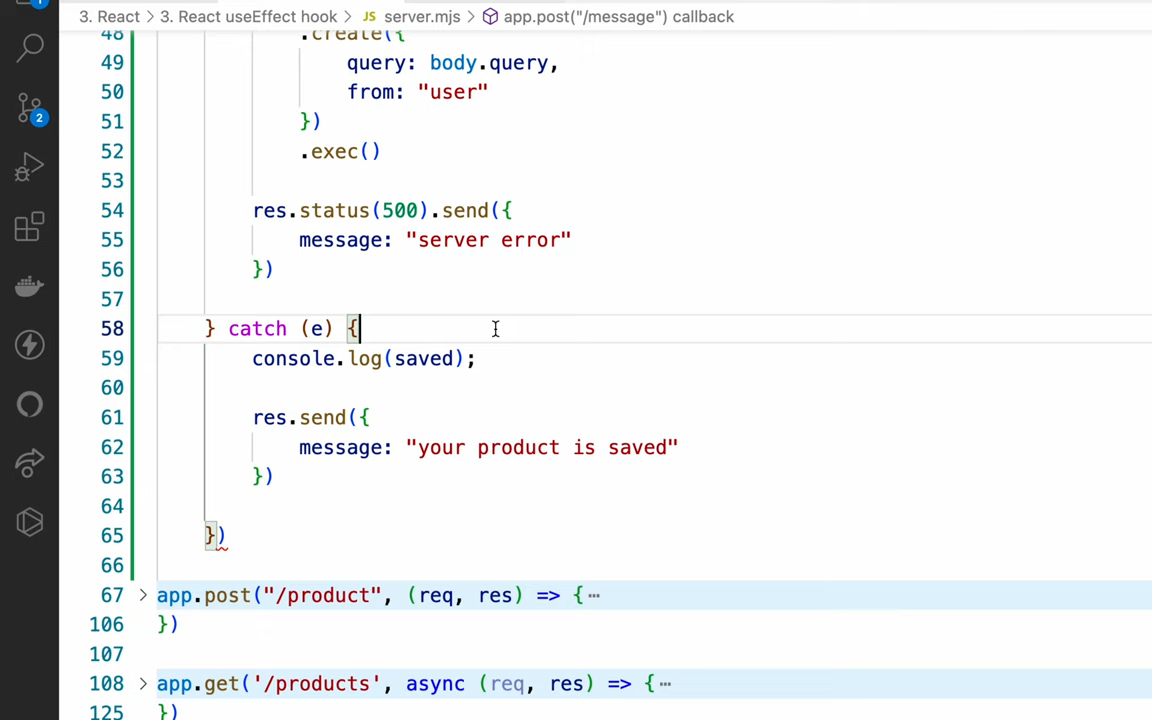 3. React > 3. React useEffect hook > JS server.mjs > app.post("/message") callback
48 .create({
49 query: body.query,
50 from: "user"
51 })
52 .exec()
53
54 res.status(500).send({
55 message: "server error"
56 })
57
58 } catch (e) {
59 console.log(saved);
60
61 res.send({
62 message: "your product is saved"
63 })
64
65 })
66
67 > app.post("/product", (req, res) => {⋯
106 })
107
108 > app.get('/products', async (req, res) => {⋯
125 })
2